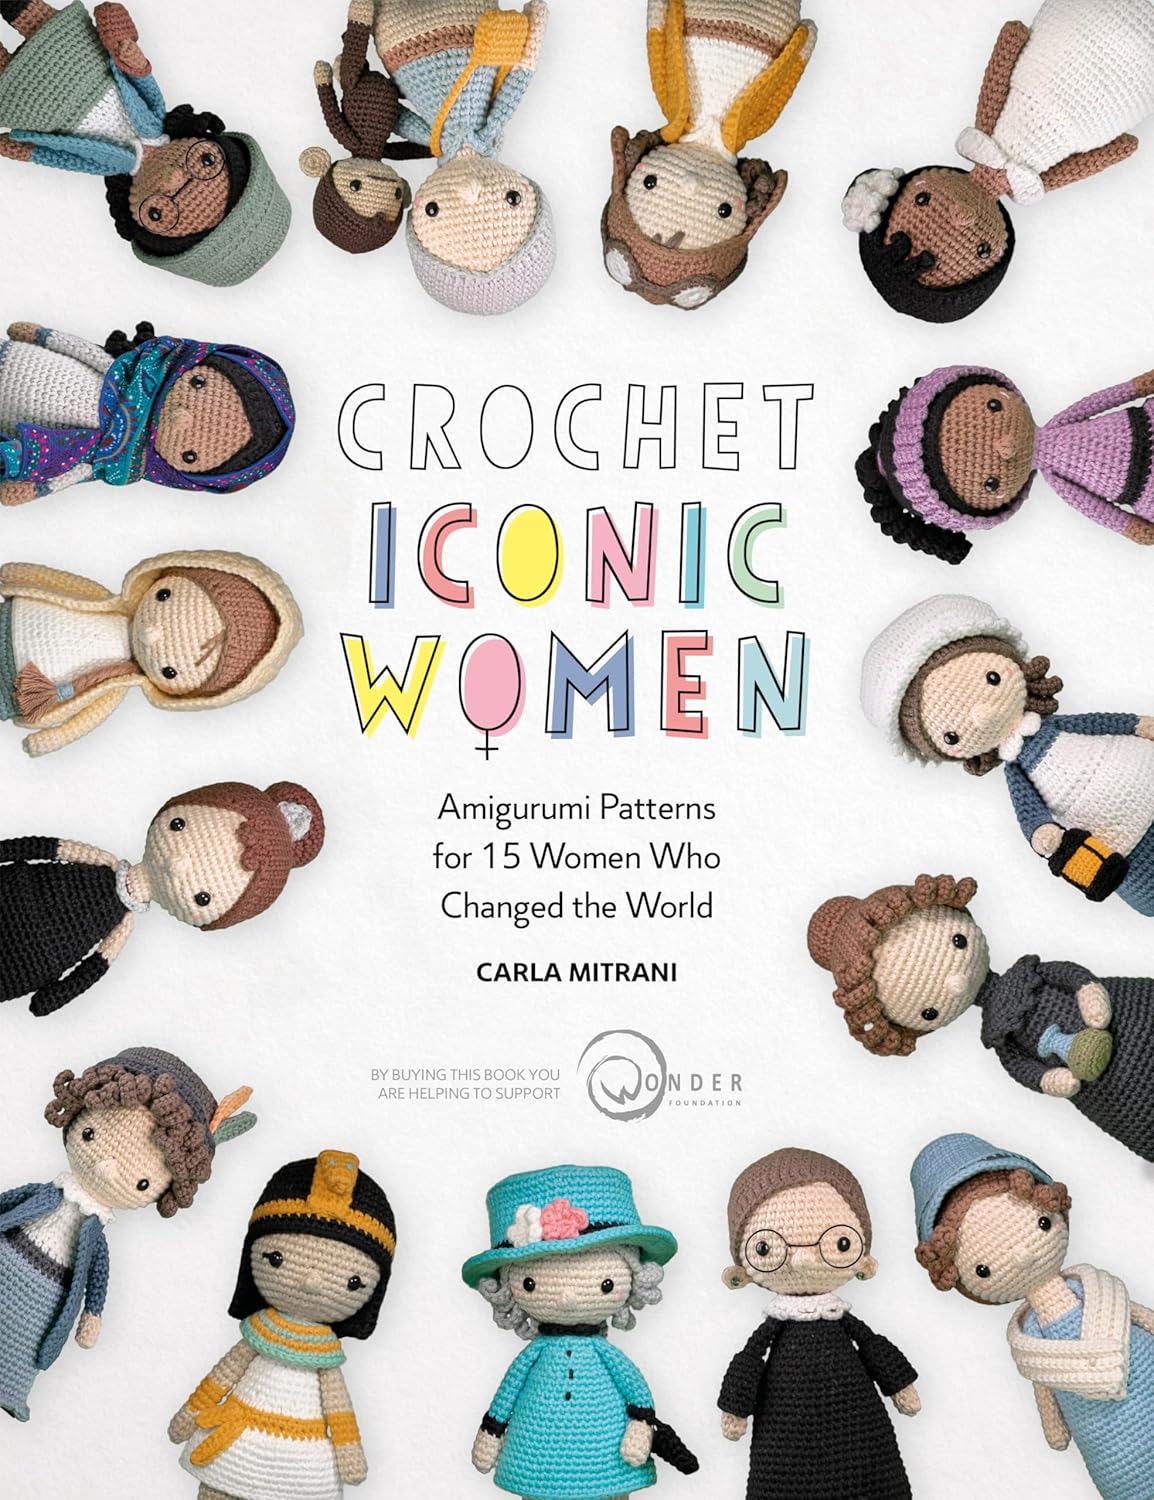 CROCHET
ICONIC
WOMEN
Amigurumi Patterns
for 15 Women Who
Changed the World
CARLA MITRANI
BY BUYING THIS BOOK YOU
ARE HELPING TO SUPPORT
WONDER
FOUNDATION